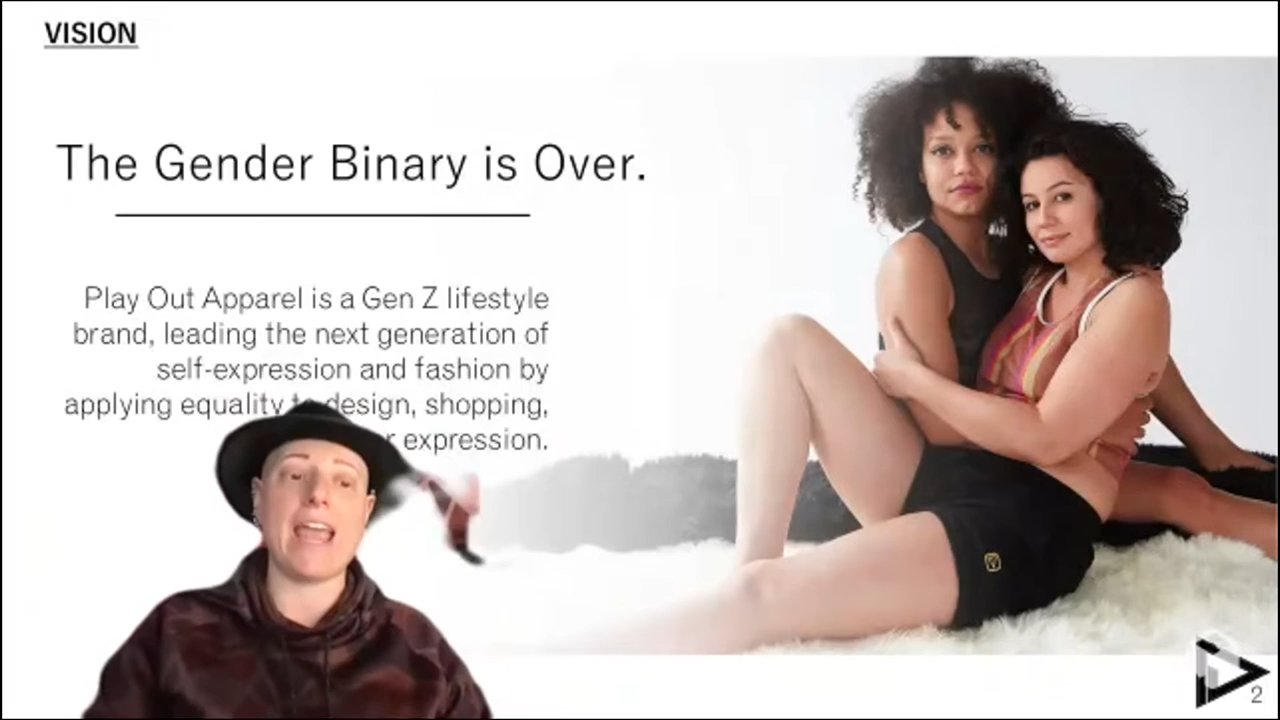 VISION
The Gender Binary is Over.
Play Out Apparel is a Gen Z lifestyle
brand, leading the next generation of
self-expression and fashion by
applying equality design, shopping,
expression.
2